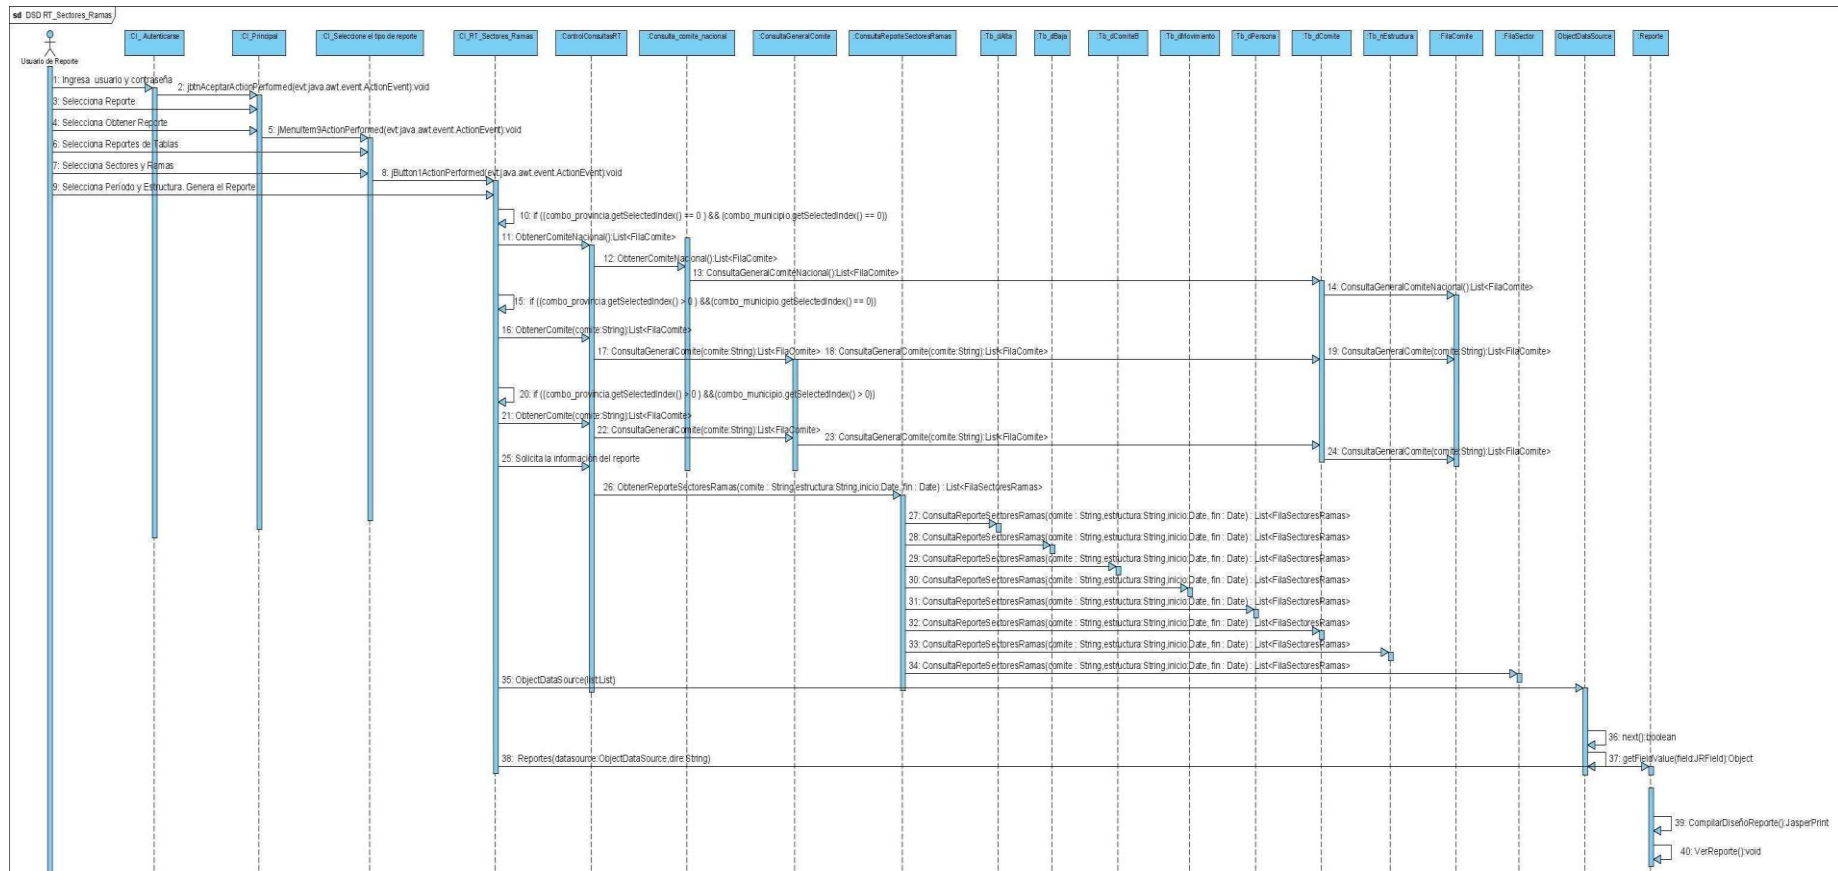 sd DSD RT_Sectores_Ramas
Usuario de Reporte
:CI_ Autenticarse
:CI_Principal
:CI_Seleccione el tipo de reporte
:CI_RT_Sectores_Ramas
:ControlConsultasRT
:Consulta_comite_nacional
:ConsultaGeneralComite
:ConsultaReporteSectoresRamas
:Tb_dAlta
:Tb_dBaja
:Tb_dComiteB
:Tb_dMovimiento
:Tb_dPersona
:Tb_dComite
:Tb_nEstructura
:FilaComite
:FilaSector
ObjectDataSource
:Reporte
1: Ingresa usuario y contraseña
2: jbtnAceptarActionPerformed(evt:java.awt.event.ActionEvent):void
3: Selecciona Reporte
4: Selecciona Obtener Reporte
5: jMenuItem9ActionPerformed(evt:java.awt.event.ActionEvent):void
6: Selecciona Reportes de Tablas
7: Selecciona Sectores y Ramas
8: jButton1ActionPerformed(evt:java.awt.event.ActionEvent):void
9: Selecciona Período y Estructura. Genera el Reporte
10: if ((combo_provincia.getSelectedIndex() == 0 ) && (combo_municipio.getSelectedIndex() == 0))
11: ObtenerComiteNacional():List<FilaComite>
12: ObtenerComiteNacional():List<FilaComite>
13: ConsultaGeneralComiteNacional():List<FilaComite>
14: ConsultaGeneralComiteNacional():List<FilaComite>
15: if ((combo_provincia.getSelectedIndex() > 0 ) &&(combo_municipio.getSelectedIndex() == 0))
16: ObtenerComite(comite:String):List<FilaComite>
17: ConsultaGeneralComite(comite:String):List<FilaComite>
18: ConsultaGeneralComite(comite:String):List<FilaComite>
19: ConsultaGeneralComite(comite:String):List<FilaComite>
20: if ((combo_provincia.getSelectedIndex() > 0 ) &&(combo_municipio.getSelectedIndex() > 0))
21: ObtenerComite(comite:String):List<FilaComite>
22: ConsultaGeneralComite(comite:String):List<FilaComite>
23: ConsultaGeneralComite(comite:String):List<FilaComite>
24: ConsultaGeneralComite(comite:String):List<FilaComite>
25: Solicita la información del reporte
26: ObtenerReporteSectoresRamas(comite : String,estructura:String,inicio:Date, fin : Date) : List<FilaSectoresRamas>
27: ConsultaReporteSectoresRamas(comite : String,estructura:String,inicio:Date, fin : Date) : List<FilaSectoresRamas>
28: ConsultaReporteSectoresRamas(comite : String,estructura:String,inicio:Date, fin : Date) : List<FilaSectoresRamas>
29: ConsultaReporteSectoresRamas(comite : String,estructura:String,inicio:Date, fin : Date) : List<FilaSectoresRamas>
30: ConsultaReporteSectoresRamas(comite : String,estructura:String,inicio:Date, fin : Date) : List<FilaSectoresRamas>
31: ConsultaReporteSectoresRamas(comite : String,estructura:String,inicio:Date, fin : Date) : List<FilaSectoresRamas>
32: ConsultaReporteSectoresRamas(comite : String,estructura:String,inicio:Date, fin : Date) : List<FilaSectoresRamas>
33: ConsultaReporteSectoresRamas(comite : String,estructura:String,inicio:Date, fin : Date) : List<FilaSectoresRamas>
34: ConsultaReporteSectoresRamas(comite : String,estructura:String,inicio:Date, fin : Date) : List<FilaSectoresRamas>
35: ObjectDataSource(list:List)
36: next():boolean
37: getFieldValue(field:JRField):Object
38: Reportes(datasource:ObjectDataSource,dire:String)
39: CompilarDiseñoReporte():JasperPrint
40: VerReporte():void